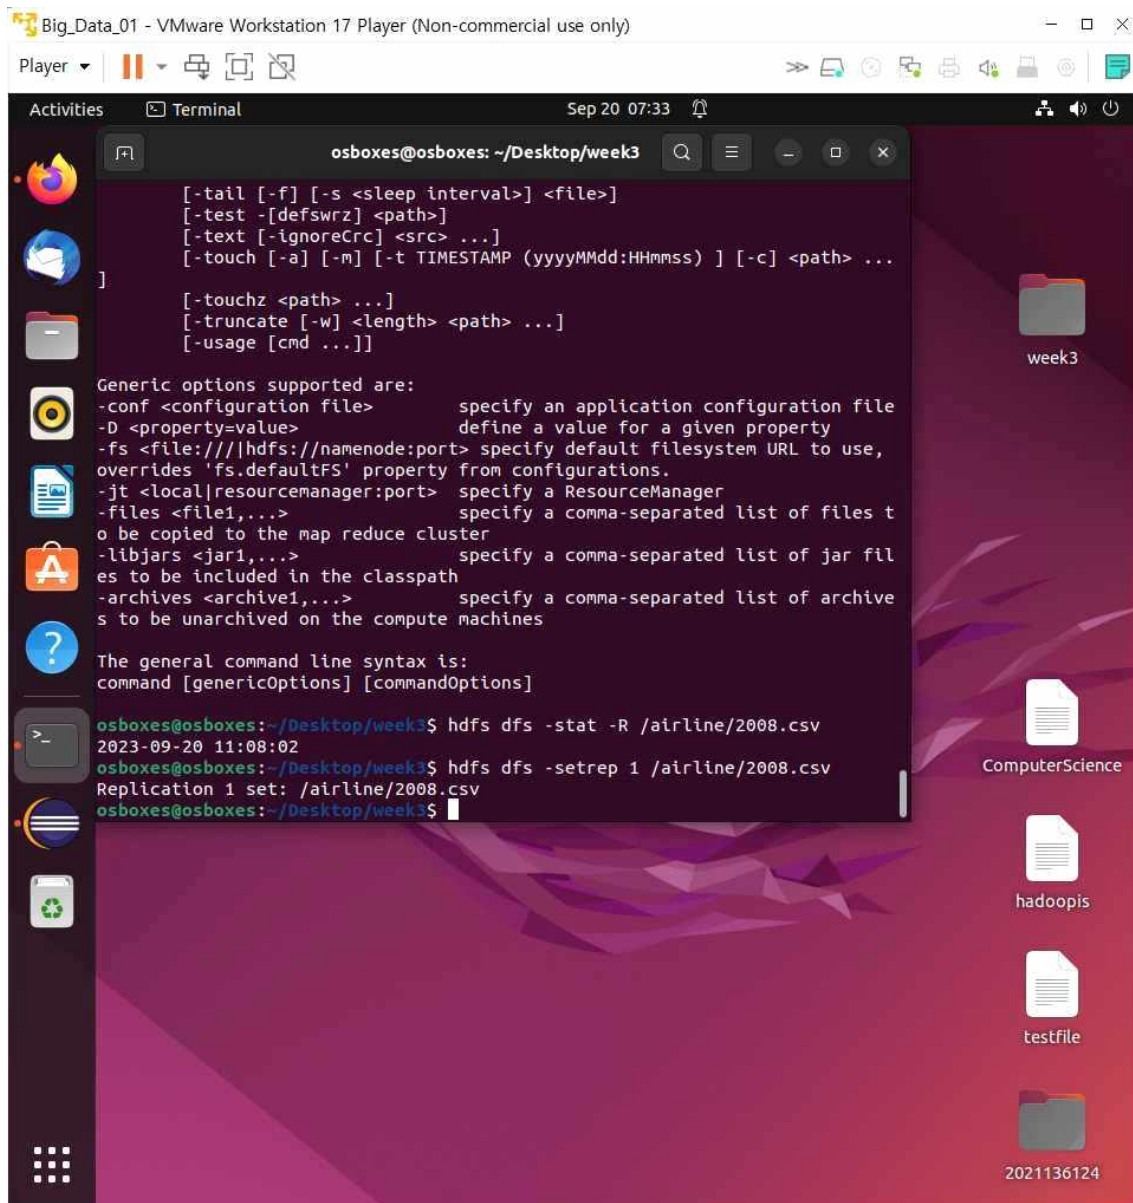 Big_Data_01 - VMware Workstation 17 Player (Non-commercial use only)
Player
Activities
Terminal
Sep 20 07:33
osboxes@osboxes: ~/Desktop/week3
[-tail [-f] [-s <sleep interval>] <file>]
[-test -[defswrz] <path>]
[-text [-ignoreCrc] <src> ...]
[-touch [-a] [-m] [-t TIMESTAMP (yyyyMMdd:HHmmss) ] [-c] <path> ...
]
[-touchz <path> ...]
[-truncate [-w] <length> <path> ...]
[-usage [cmd ...]]
Generic options supported are:
-conf <configuration file>        specify an application configuration file
-D <property=value>               define a value for a given property
-fs <file:///|hdfs://namenode:port> specify default filesystem URL to use,
overrides 'fs.defaultFS' property from configurations.
-jt <local|resourcemanager:port>  specify a ResourceManager
-files <file1,...>                specify a comma-separated list of files t
o be copied to the map reduce cluster
-libjars <jar1,...>               specify a comma-separated list of jar fil
es to be included in the classpath
-archives <archive1,...>          specify a comma-separated list of archive
s to be unarchived on the compute machines
The general command line syntax is:
command [genericOptions] [commandOptions]
osboxes@osboxes:~/Desktop/week3$ hdfs dfs -stat -R /airline/2008.csv
2023-09-20 11:08:02
osboxes@osboxes:~/Desktop/week3$ hdfs dfs -setrep 1 /airline/2008.csv
Replication 1 set: /airline/2008.csv
osboxes@osboxes:~/Desktop/week3$
week3
ComputerScience
hadoopis
testfile
2021136124